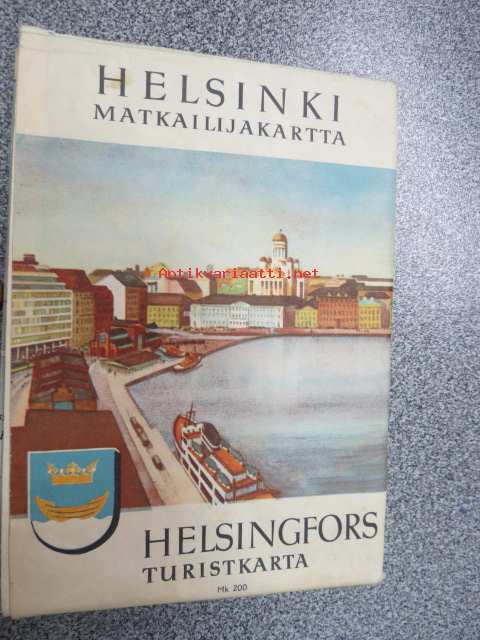 HELSINKI
MATKAILIJAKARTTA
Antikvariaatti.net
HELSINGFORS
TURISTKARTA
Mk 200